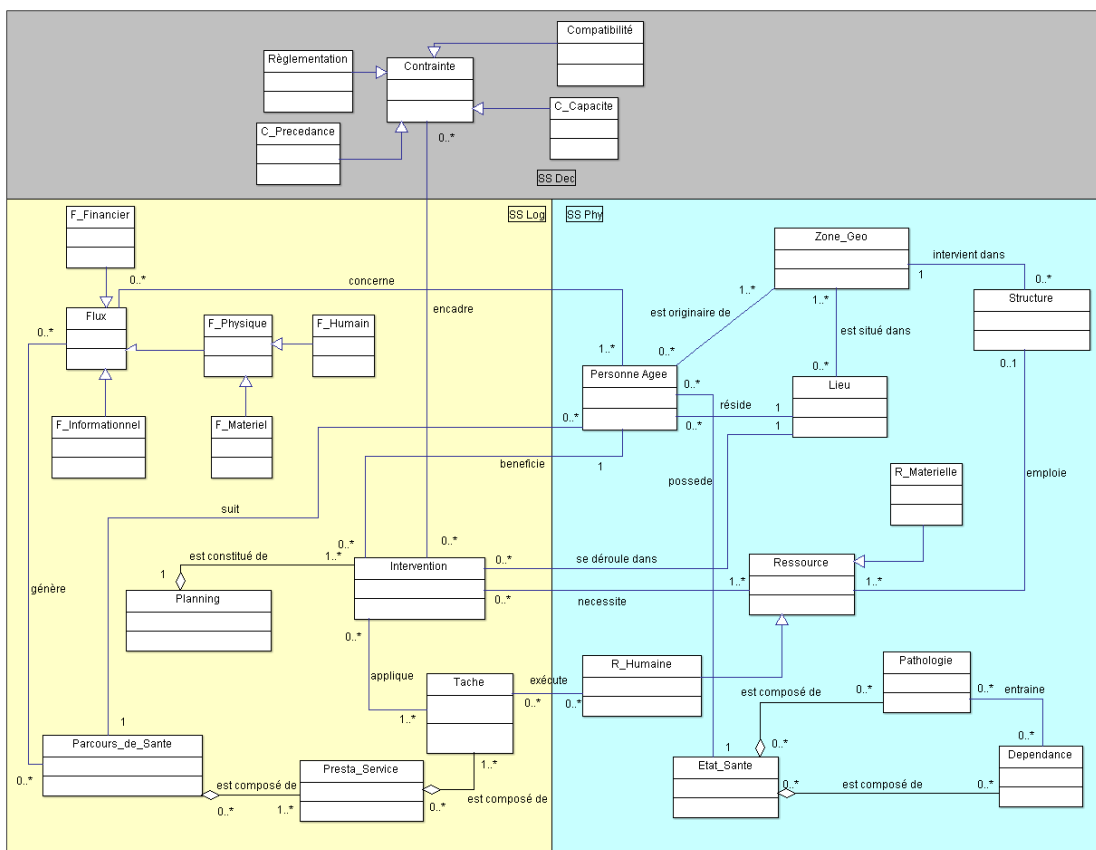 Compatibilité
Règlementation
Contrainte
C_Capacite
C_Precedance
0..*
SS Dec
F_Financier
SS Log
SS Phy
Zone_Geo
intervient dans
1
0..*
concerne
0..*
1..*
1..*
Structure
Flux
F_Physique
F_Humain
encadre
est originaire de
est situé dans
0..*
0..*
0..*
0..1
1..*
Personne Agee
0..*
Lieu
réside
1
F_Informationnel
F_Materiel
0..*
0..*
1
beneficie
1
R_Materielle
possede
emploie
suit
0..*
0..*
est constitué de
1..*
Intervention
0..*
se déroule dans
Ressource
1
génère
Planning
1..*
1..*
0..*
necessite
0..*
R_Humaine
Pathologie
applique
Tache
exécute
0..*
0..*
est composé de
0..*
0..*
entraine
1..*
1
Parcours_de_Sante
1
0..*
0..*
Presta_Service
1..*
Etat_Sante
Dependance
0..*
est composé de
0..*
est composé de
0..*
0..*
1..*
0..*
est composé de